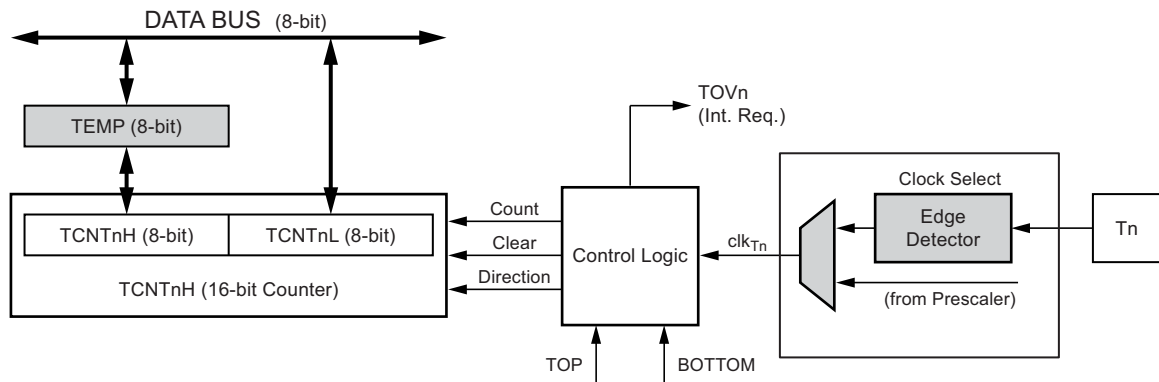 DATA BUS (8-bit)
TEMP (8-bit)
TCNTnH (8-bit)
TCNTnL (8-bit)
TCNTnH (16-bit Counter)
Count
Clear
Direction
TOVn
(Int. Req.)
Control Logic
TOP
BOTTOM
clkTn
Clock Select
Edge
Detector
(from Prescaler)
Tn